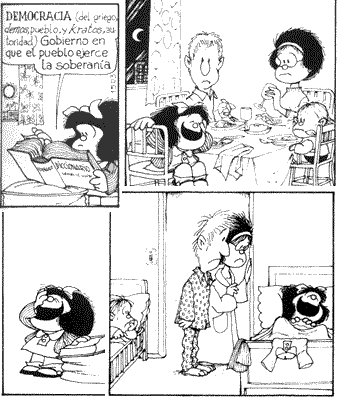 DEMOCRACIA (del griego,
demos, pueblo, y kratos, au-
toridad) Gobierno en
que el pueblo ejerce
la soberanía
DICCIONARIO